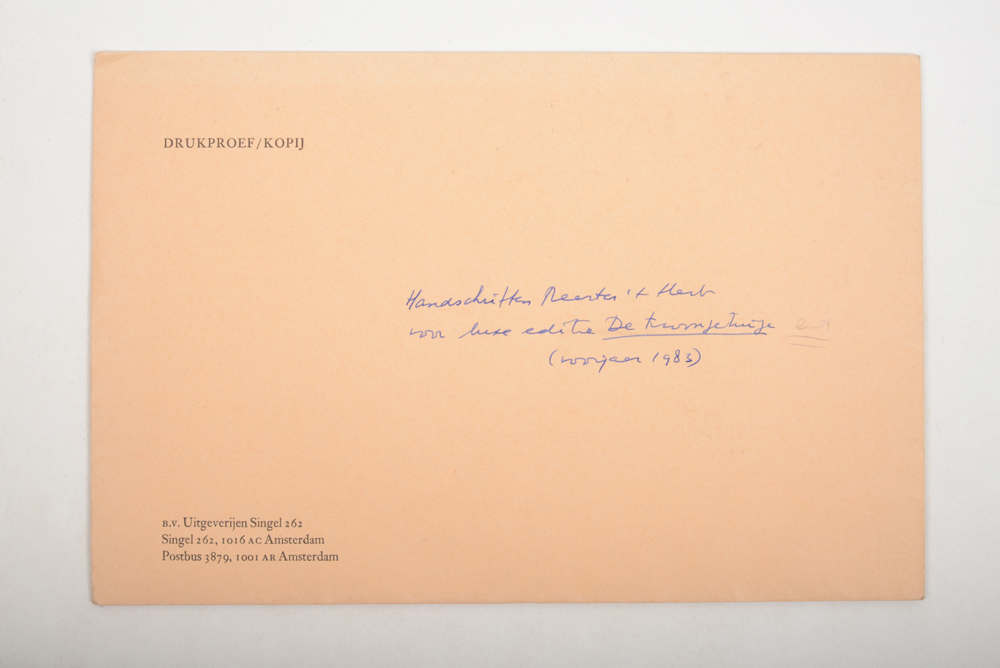 DRUKPROEF/KOPIJ
Handschriften Maarten 't Hart
voor luxe editie De kroongetuige
(voorjaar 1983)
B.V. Uitgeverijen Singel 262
Singel 262, 1016 AC Amsterdam
Postbus 3879, 1001 AR Amsterdam